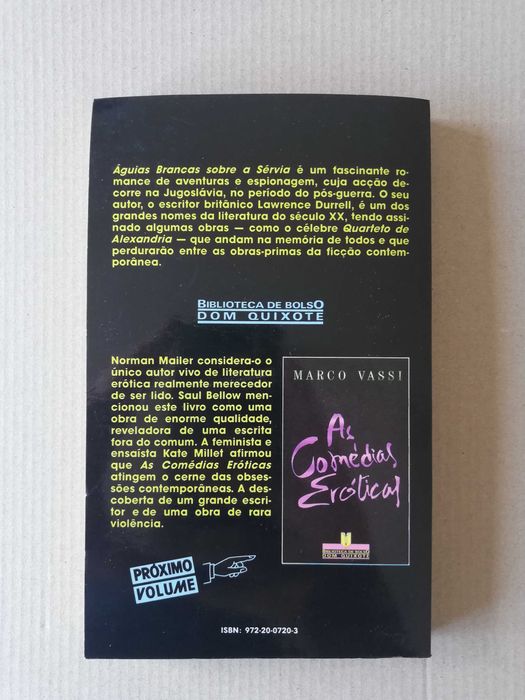 Águias Brancas sobre a Sérvia é um fascinante ro-
mance de aventuras e espionagem, cuja acção de-
corre na Jugoslávia, no período do pós-guerra. O seu
autor, o escritor britânico Lawrence Durrell, é um dos
grandes nomes da literatura do século XX, tendo assi-
nado algumas obras — como o célebre Quarteto de
Alexandria — que andam na memória de todos e que
perdurarão entre as obras-primas da ficção contem-
porânea.
BIBLIOTECA DE BOLSO
DOM QUIXOTE
Norman Mailer considera-o o
único autor vivo de literatura
erótica realmente merecedor
de ser lido. Saul Bellow men-
cionou este livro como uma
obra de enorme qualidade,
reveladora de uma escrita
fora do comum. A feminista e
ensaísta Kate Millet afirmou
que As Comédias Eróticas
atingem o cerne das obses-
sões contemporâneas. A des-
coberta de um grande escri-
tor e de uma obra de rara
violência.
MARCO VASSI
As
Comédias
Eróticas
BIBLIOTECA DE BOLSO
DOM QUIXOTE
PRÓXIMO
VOLUME
ISBN: 972-20-0720-3